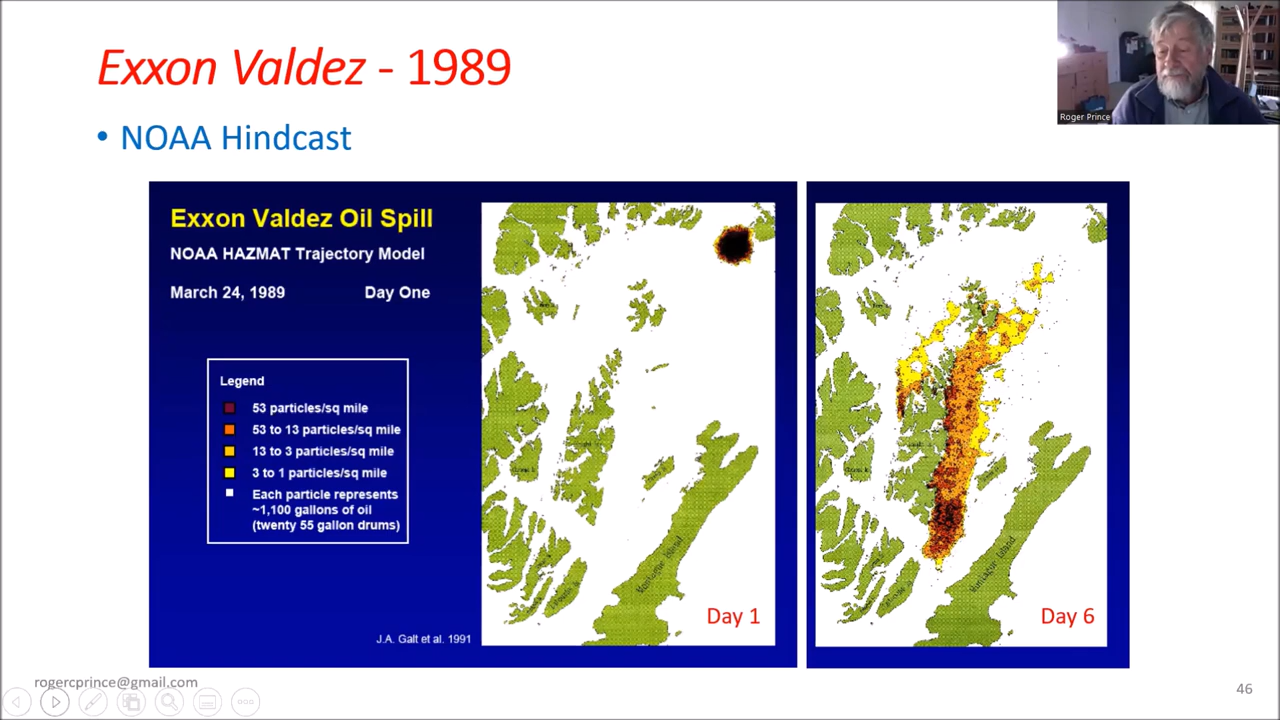 Exxon Valdez - 1989
Roger Prince
• NOAA Hindcast
Exxon Valdez Oil Spill
NOAA HAZMAT Trajectory Model
March 24, 1989 Day One
Legend
53 particles/sq mile
53 to 13 particles/sq mile
13 to 3 particles/sq mile
3 to 1 particles/sq mile
Each particle represents
~1,100 gallons of oil
(twenty 55 gallon drums)
J.A. Galt et al. 1991
Day 1
Montague Island
Day 6
rogercprince@gmail.com
46